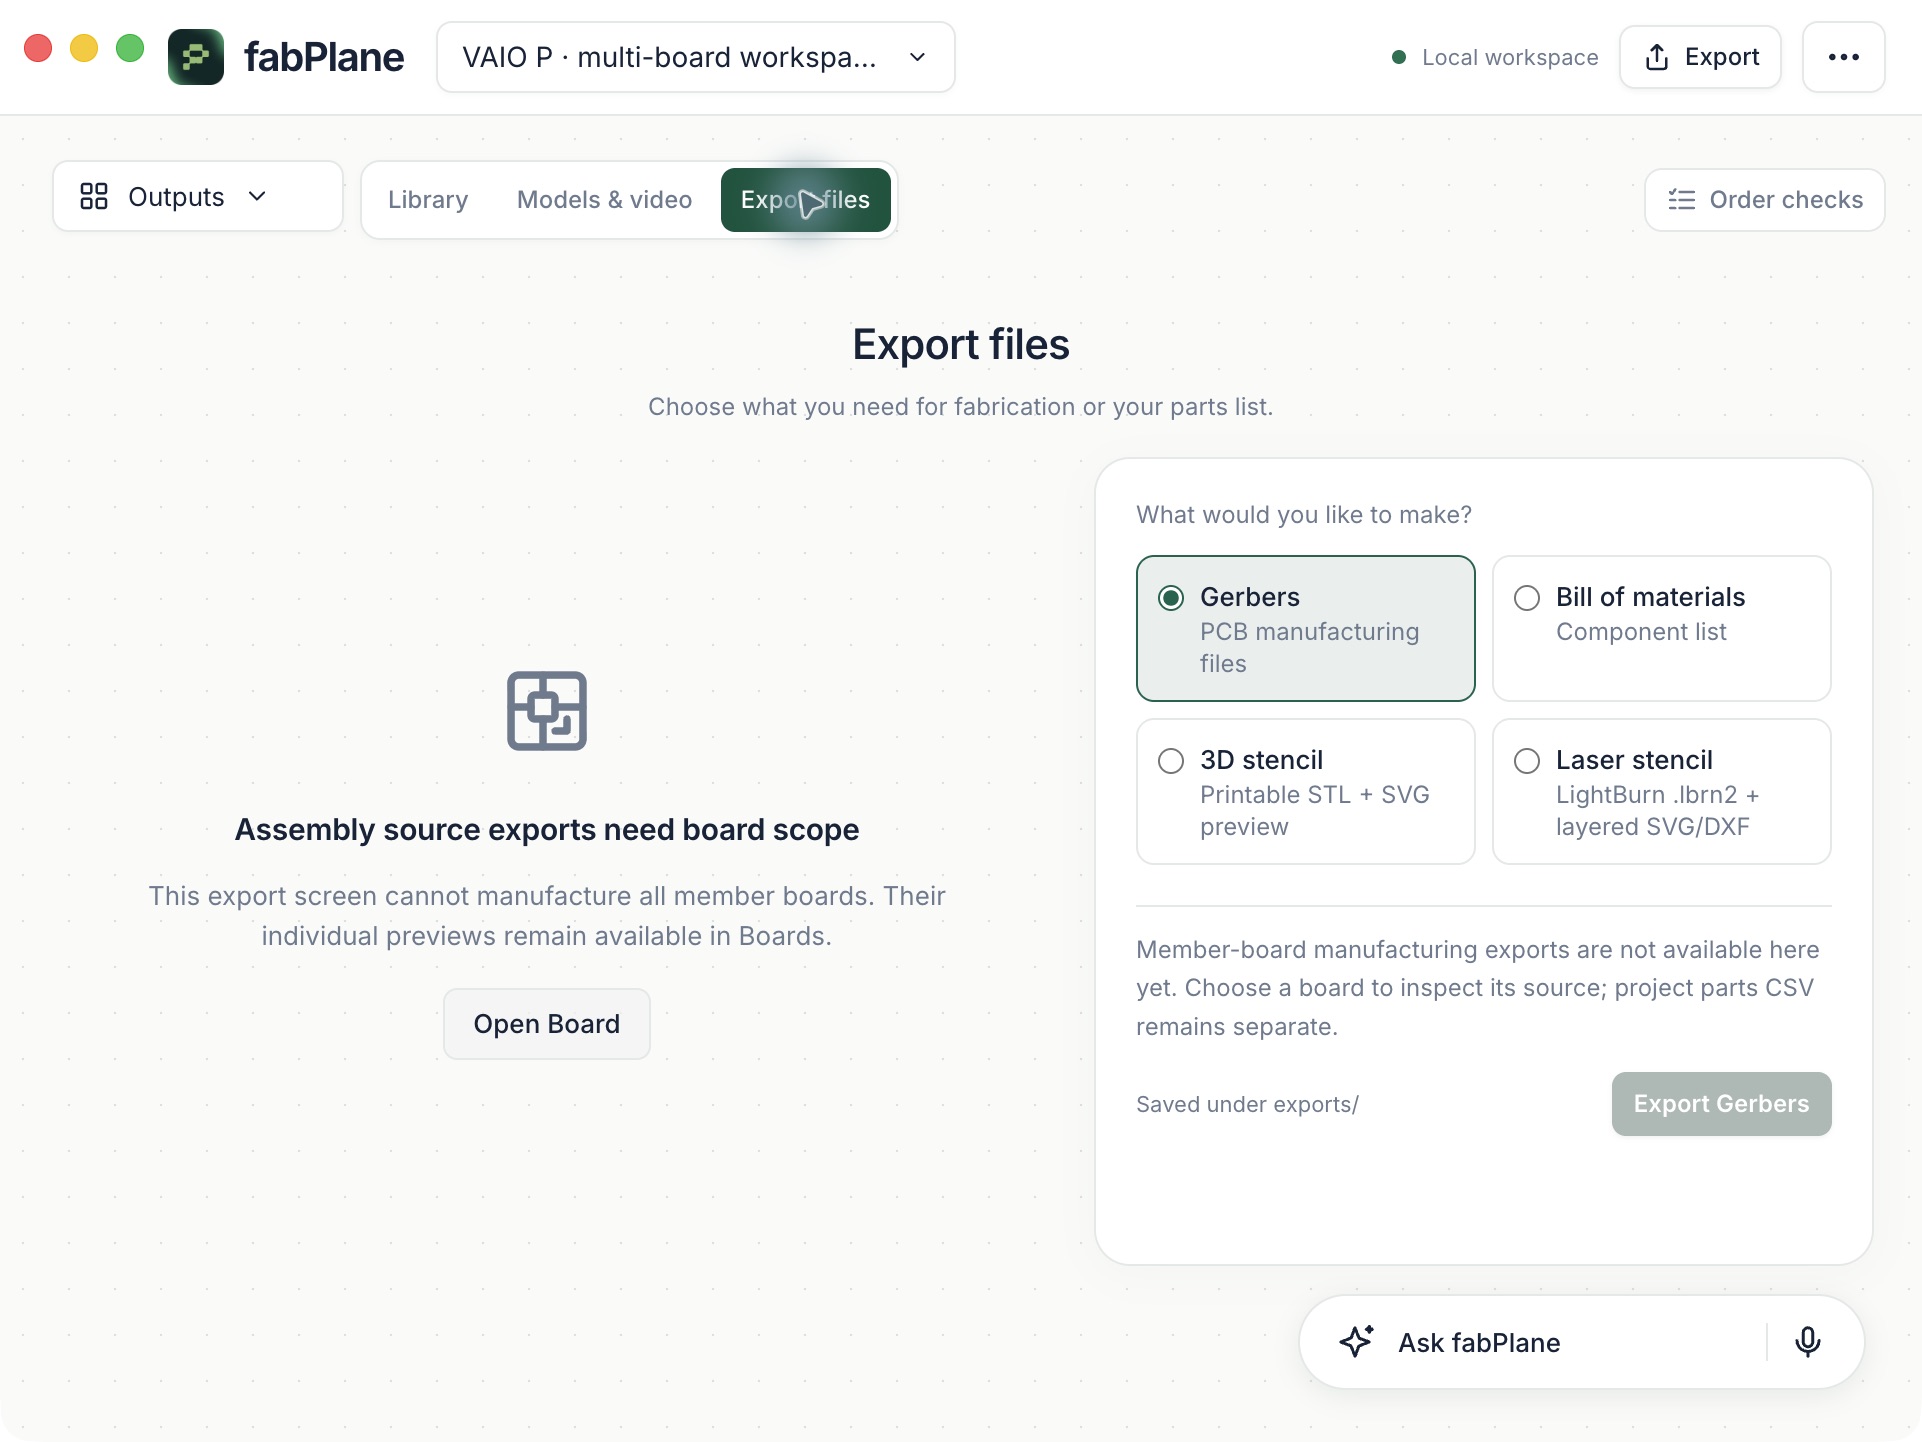 fabPlane
VAIO P · multi-board workspa...
Local workspace
Export
Outputs
Library
Models & video
Export files
Order checks
Export files
Choose what you need for fabrication or your parts list.
Assembly source exports need board scope
This export screen cannot manufacture all member boards. Their
individual previews remain available in Boards.
Open Board
What would you like to make?
Gerbers
PCB manufacturing
files
Bill of materials
Component list
3D stencil
Printable STL + SVG
preview
Laser stencil
LightBurn .lbrn2 +
layered SVG/DXF
Member-board manufacturing exports are not available here
yet. Choose a board to inspect its source; project parts CSV
remains separate.
Saved under exports/
Export Gerbers
Ask fabPlane